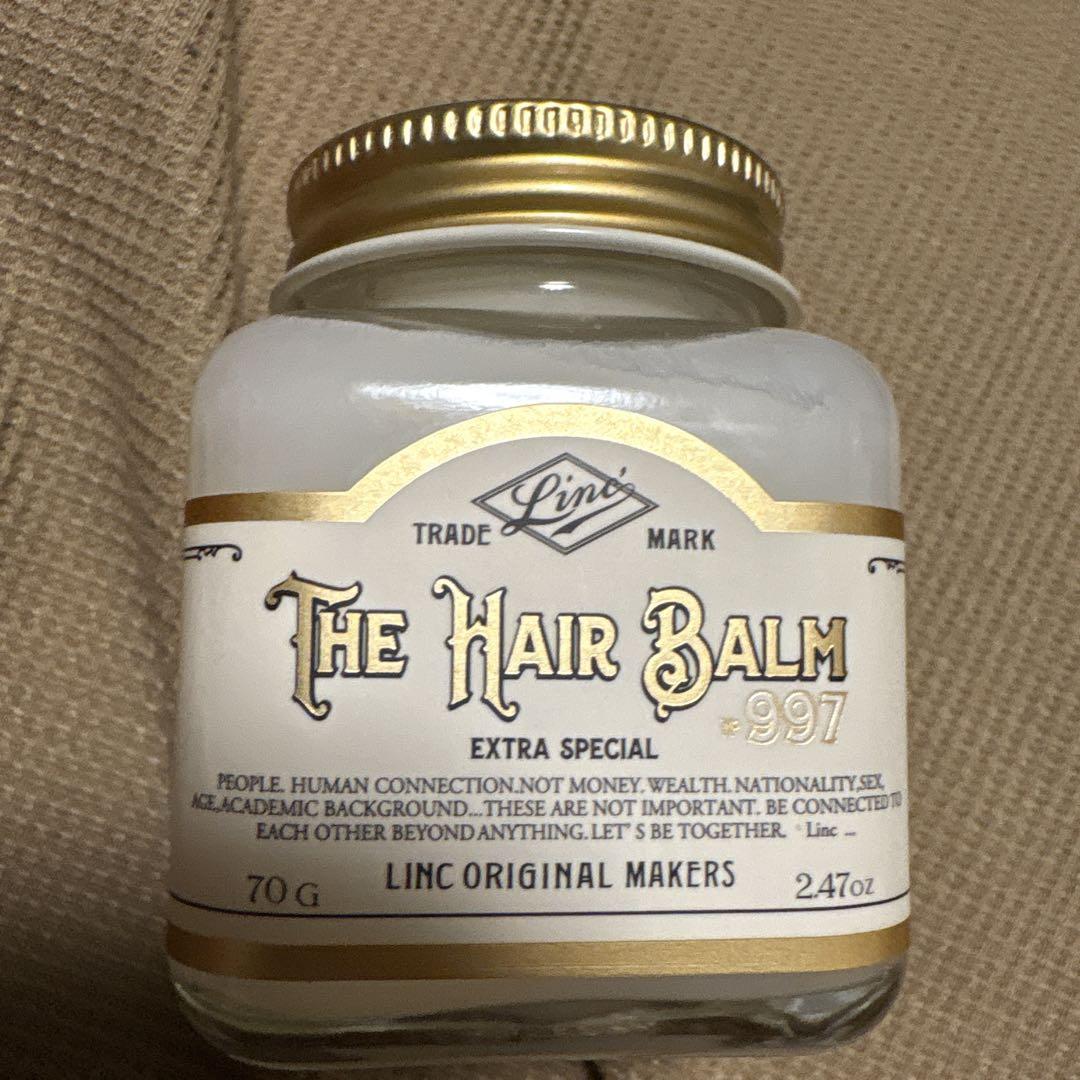 Linc'
TRADE MARK
THE HAIR BALM
Nº 997
EXTRA SPECIAL
PEOPLE. HUMAN CONNECTION.NOT MONEY. WEALTH. NATIONALITY,SEX,
AGE,ACADEMIC BACKGROUND...THESE ARE NOT IMPORTANT. BE CONNECTED TO
EACH OTHER BEYOND ANYTHING. LET'S BE TOGETHER. Linc ...
LINC ORIGINAL MAKERS
70 G 2.47oz